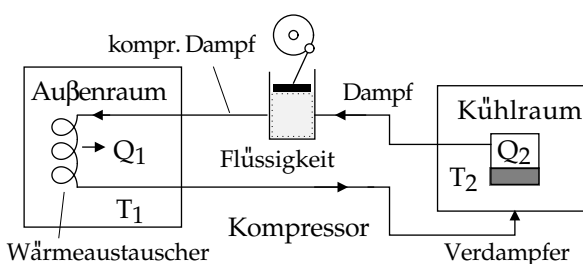 kompr. Dampf
Außenraum
Dampf
Kühlraum
Q1
Q2
Flüssigkeit
T2
T1
Kompressor
Wärmeaustauscher
Verdampfer